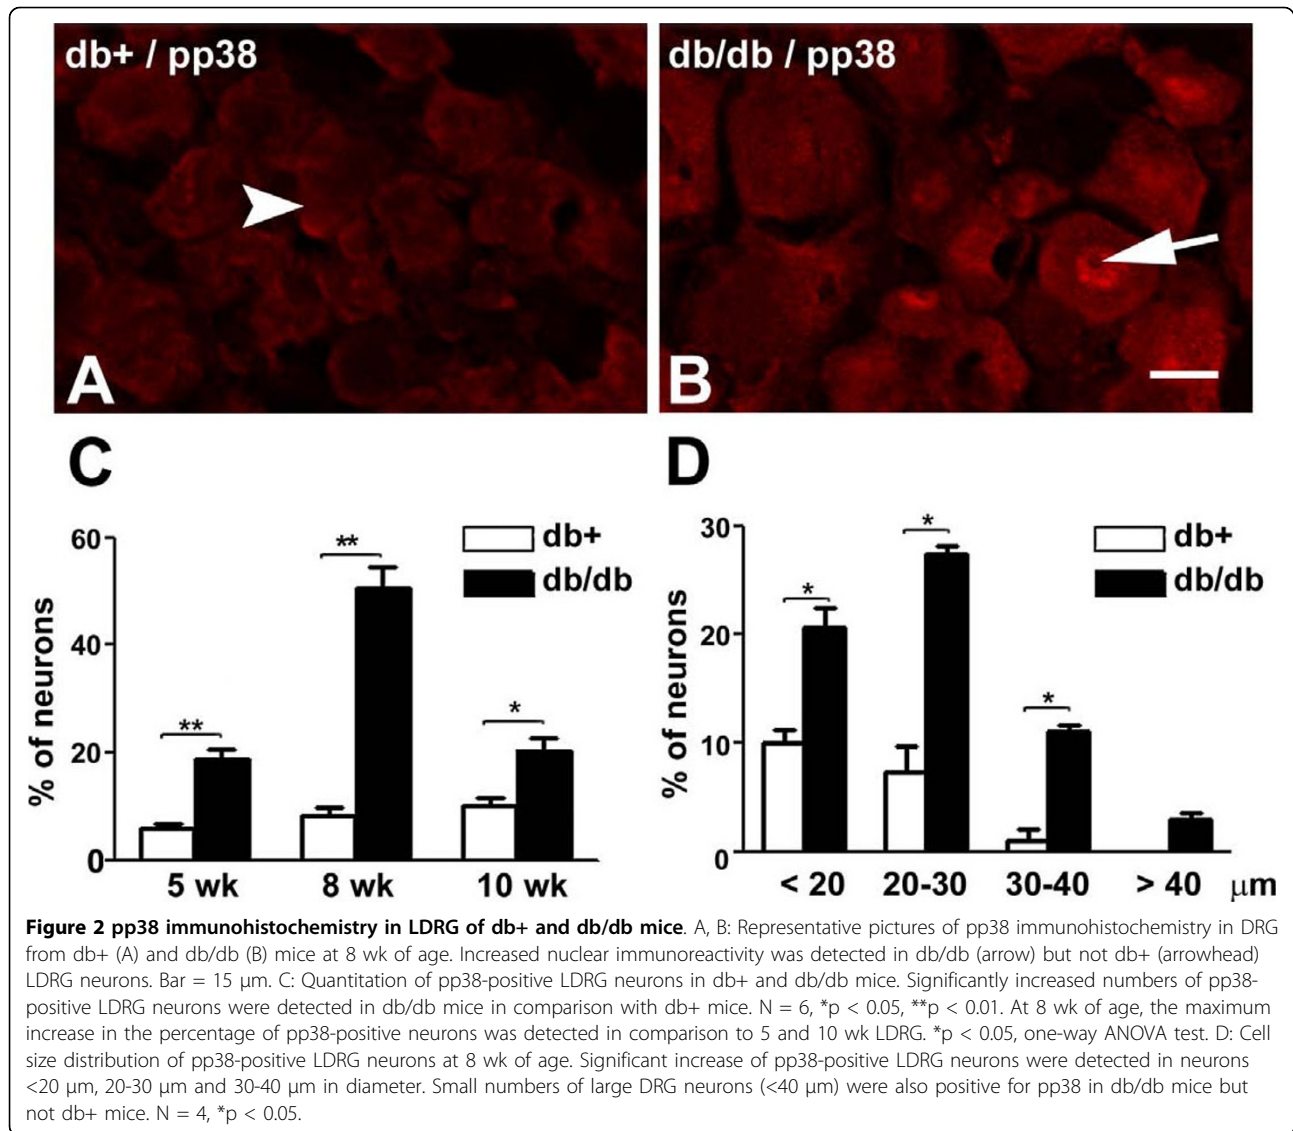 db+ / pp38
db/db / pp38
A
B
C
D
60
40
20
0
% of neurons
**
**
*
db+
db/db
5 wk
8 wk
10 wk
30
20
10
0
% of neurons
*
*
*
db+
db/db
< 20
20-30
30-40
> 40
µm
Figure 2 pp38 immunohistochemistry in LDRG of db+ and db/db mice. A, B: Representative pictures of pp38 immunohistochemistry in DRG
from db+ (A) and db/db (B) mice at 8 wk of age. Increased nuclear immunoreactivity was detected in db/db (arrow) but not db+ (arrowhead)
LDRG neurons. Bar = 15 µm. C: Quantitation of pp38-positive LDRG neurons in db+ and db/db mice. Significantly increased numbers of pp38-
positive LDRG neurons were detected in db/db mice in comparison with db+ mice. N = 6, *p < 0.05, **p < 0.01. At 8 wk of age, the maximum
increase in the percentage of pp38-positive neurons was detected in comparison to 5 and 10 wk LDRG. *p < 0.05, one-way ANOVA test. D: Cell
size distribution of pp38-positive LDRG neurons at 8 wk of age. Significant increase of pp38-positive LDRG neurons were detected in neurons
<20 µm, 20-30 µm and 30-40 µm in diameter. Small numbers of large DRG neurons (<40 µm) were also positive for pp38 in db/db mice but
not db+ mice. N = 4, *p < 0.05.